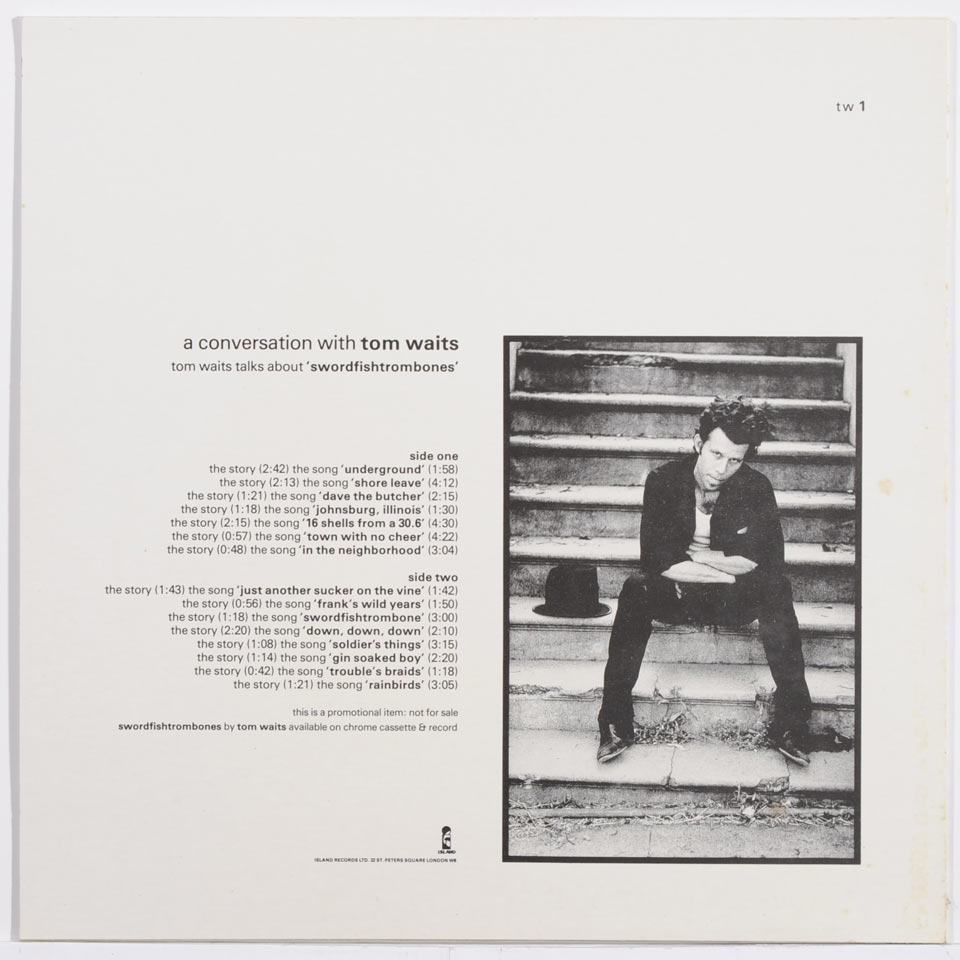 tw 1
a conversation with tom waits
tom waits talks about ‘swordfishtrombones’
side one
the story (2:42) the song ‘underground’ (1:58)
the story (2:13) the song ‘shore leave’ (4:12)
the story (1:21) the song ‘dave the butcher’ (2:15)
the story (1:18) the song ‘johnsburg, illinois’ (1:30)
the story (2:15) the song ‘16 shells from a 30.6’ (4:30)
the story (0:57) the song ‘town with no cheer’ (4:22)
the story (0:48) the song ‘in the neighborhood’ (3:04)
side two
the story (1:43) the song ‘just another sucker on the vine’ (1:42)
the story (0:56) the song ‘frank’s wild years’ (1:50)
the story (1:18) the song ‘swordfishtrombone’ (3:00)
the story (2:20) the song ‘down, down, down’ (2:10)
the story (1:08) the song ‘soldier’s things’ (3:15)
the story (1:14) the song ‘gin soaked boy’ (2:20)
the story (0:42) the song ‘trouble’s braids’ (1:18)
the story (1:21) the song ‘rainbirds’ (3:05)
this is a promotional item: not for sale
swordfishtrombones by tom waits available on chrome cassette & record
ISLAND
ISLAND RECORDS LTD. 22 ST. PETERS SQUARE LONDON W6